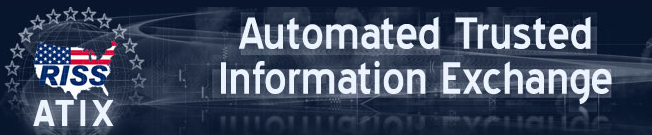 RISS
ATIX
Automated Trusted
Information Exchange